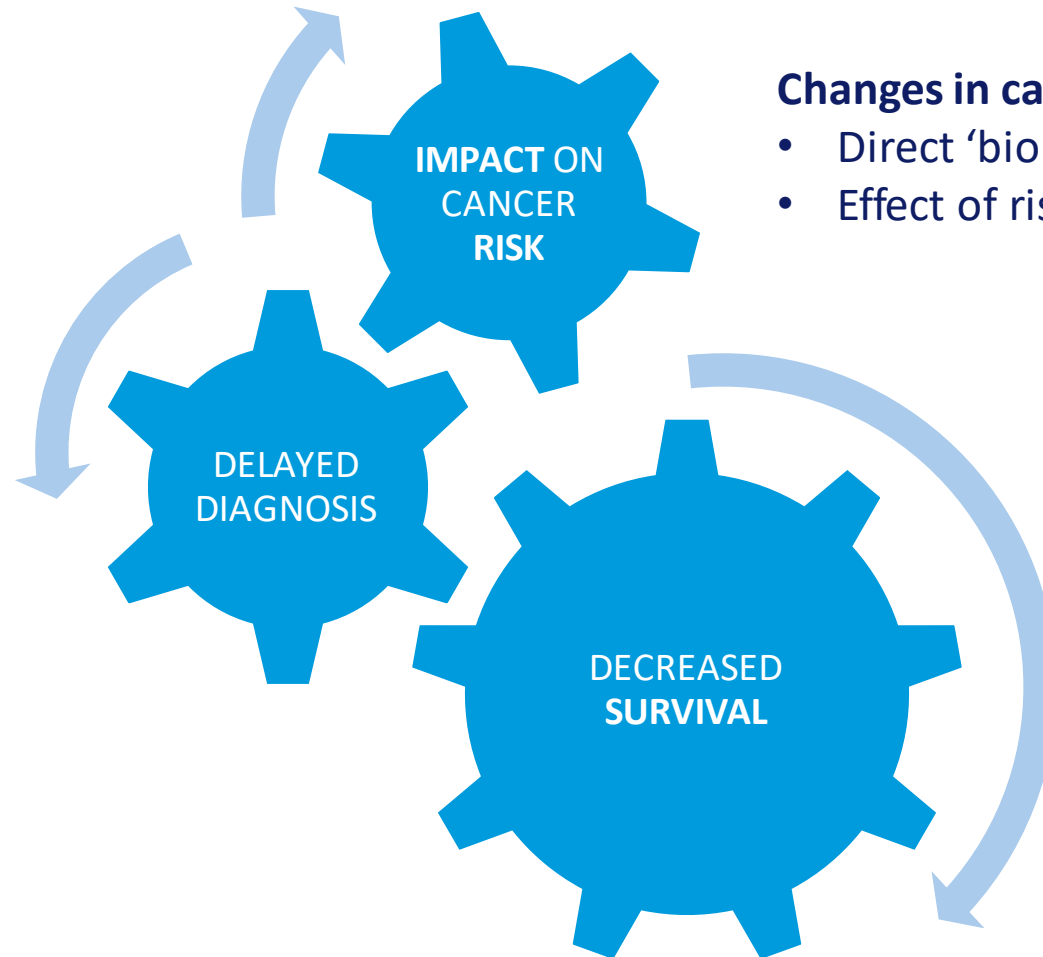 IMPACT ON
CANCER
RISK
Changes in ca
• Direct ‘bio
• Effect of ris
DELAYED
DIAGNOSIS
DECREASED
SURVIVAL